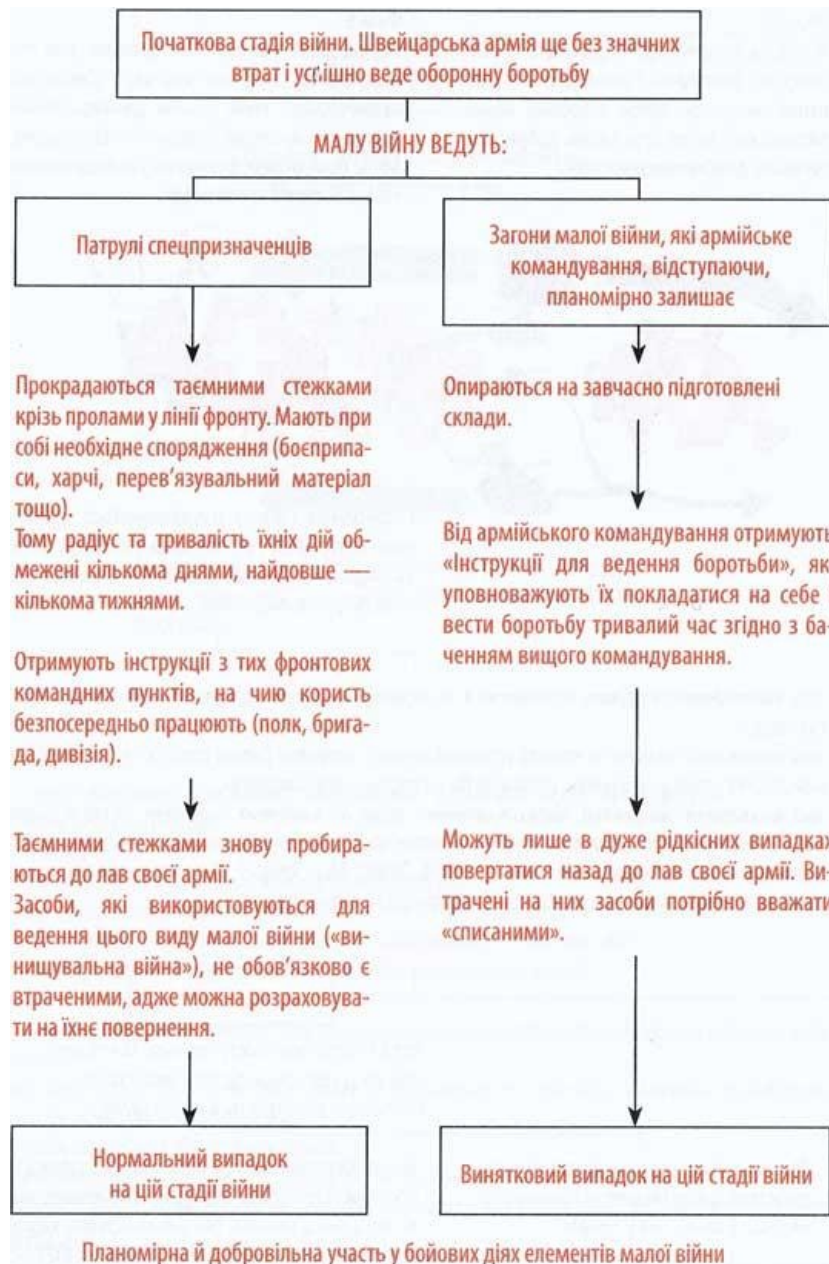 Початкова стадія війни. Швейцарська армія ще без значних
втрат і успішно веде оборонну боротьбу
МАЛУ ВІЙНУ ВЕДУТЬ:
Патрулі спецпризначенців
Загони малої війни, які армійське
командування, відступаючи,
планомірно залишає
Прокрадаються таємними стежками
крізь пролами у лінії фронту. Мають при
собі необхідне спорядження (боєприпа-
си, харчі, перев'язувальний матеріал
тощо).
Тому радіус та тривалість їхніх дій об-
межені кількома днями, найдовше —
кількома тижнями.
Отримують інструкції з тих фронтових
командних пунктів, на чию користь
безпосередньо працюють (полк, брига-
да, дивізія).
Таємними стежками знову пробира-
ються до лав своєї армії.
Засоби, які використовуються для
ведення цього виду малої війни («ви-
нищувальна війна»), не обов'язково є
втраченими, адже можна розраховува-
ти на їхнє повернення.
Нормальний випадок
на цій стадії війни
Опираються на завчасно підготовлені
склади.
Від армійського командування отримують
«Інструкції для ведення боротьби», які
уповноважують їх покладатися на себе і
вести боротьбу тривалий час згідно з ба-
ченням вищого командування.
Можуть лише в дуже рідкісних випадках
повертатися назад до лав своєї армії. Ви-
трачені на них засоби потрібно вважати
«списаними».
Винятковий випадок на цій стадії війни
Планомірна й добровільна участь у бойових діях елементів малої війни